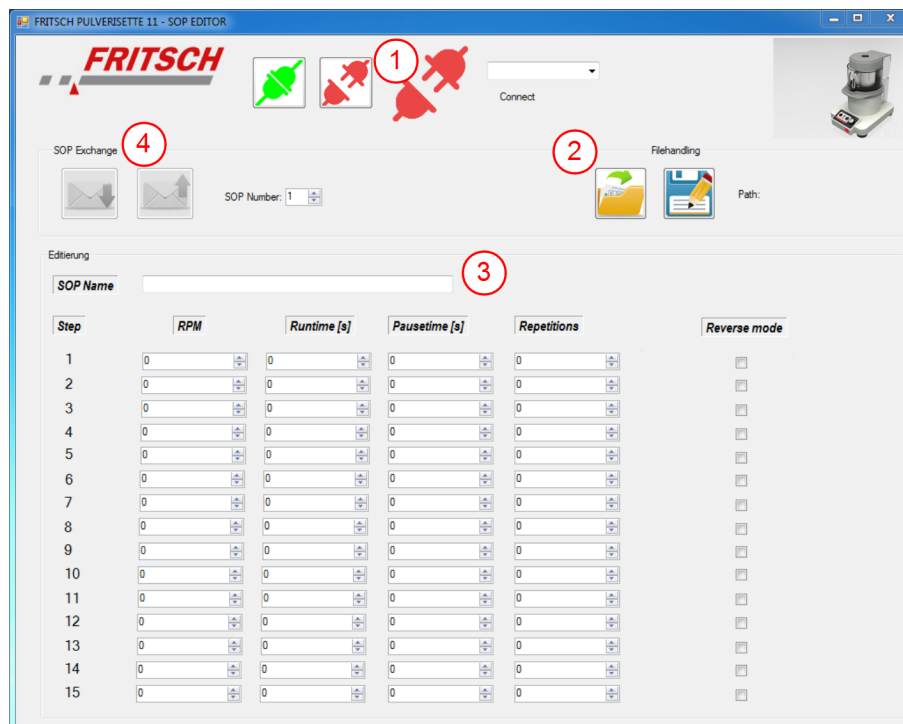 FRITSCH PULVERISETTE 11 - SOP EDITOR
FRITSCH
1
Connect
SOP Exchange
4
2
Filehandling
SOP Number: 1
Path:
Editierung
3
SOP Name
Step RPM Runtime [s] Pausetime [s] Repetitions Reverse mode
1 0 0 0 0
2 0 0 0 0
3 0 0 0 0
4 0 0 0 0
5 0 0 0 0
6 0 0 0 0
7 0 0 0 0
8 0 0 0 0
9 0 0 0 0
10 0 0 0 0
11 0 0 0 0
12 0 0 0 0
13 0 0 0 0
14 0 0 0 0
15 0 0 0 0